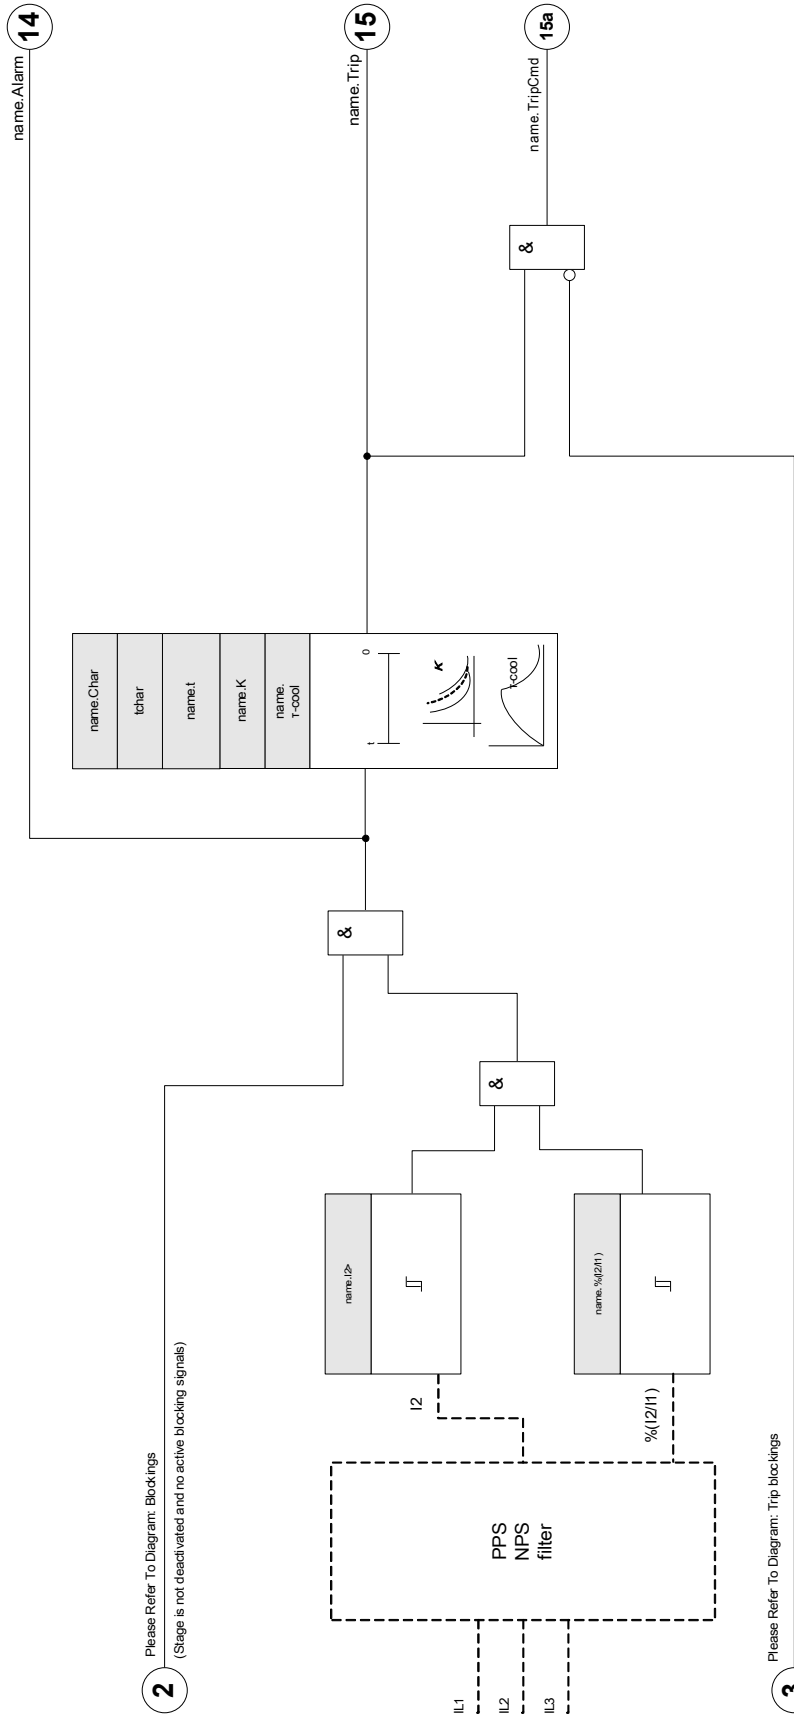 14
name.Alarm
15
name.Trip
15a
name.TripCmd
&
name.Char
tchar
name.t
name.K
name.
τ-cool
t
0
K
τ-cool
&
&
name.I2>
name.%(I2/I1)
I2
%(I2/I1)
PPS
NPS
filter
IL1
IL2
IL3
2
Please Refer To Diagram: Blockings
(Stage is not deactivated and no active blocking signals)
3
Please Refer To Diagram: Trip blockings